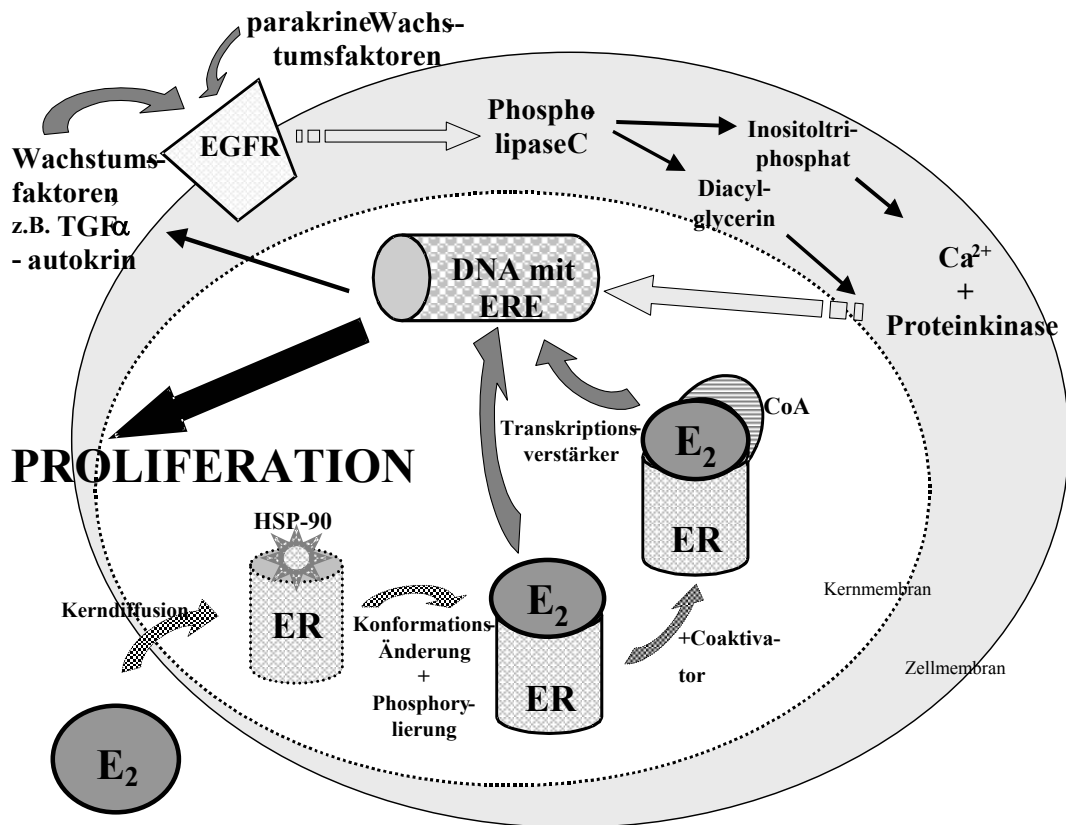 parakrineWachs-
tumsfaktoren
EGFR
Phospho-
lipaseC
Inositoltri-
phosphat
Wachstums-
faktoren,
z.B. TGFα
- autokrin
Diacyl-
glycerin
DNA mit
ERE
Ca²⁺
+
Proteinkinase
CoA
Transkriptions-
verstärker
E₂
ER
PROLIFERATION
HSP-90
ER
Kerndiffusion
Konformations-
Änderung
+
Phosphory-
lierung
E₂
ER
+Coaktiva-
tor
Kernmembran
Zellmembran
E₂